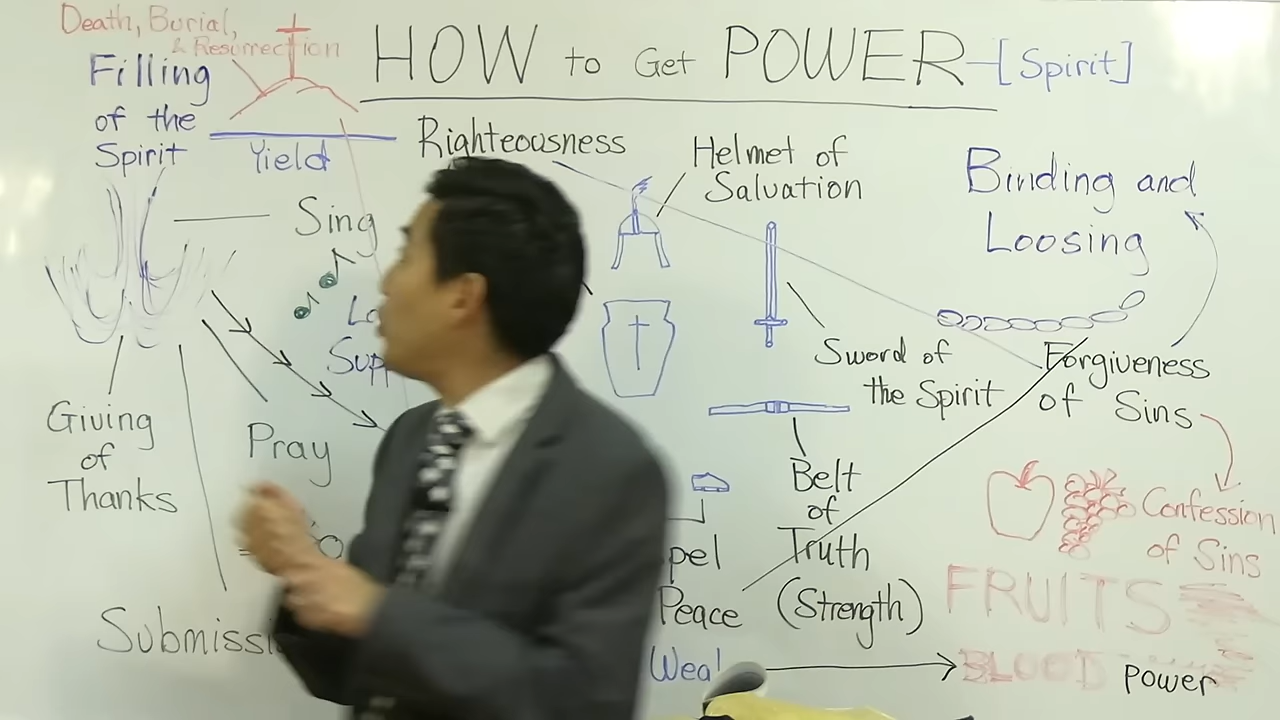 Death, Burial,
& Resurrection
HOW to Get POWER-[Spirit]
Filling
of the
Spirit
Yield
Righteousness
Helmet of
Salvation
Binding and
Loosing
Sing
Sword of
the Spirit
Forgiveness
of Sins
Giving
of
Thanks
Pray
Belt
of
Truth
(Strength)
Peace
Confession
of Sins
FRUITS
BLOOD power